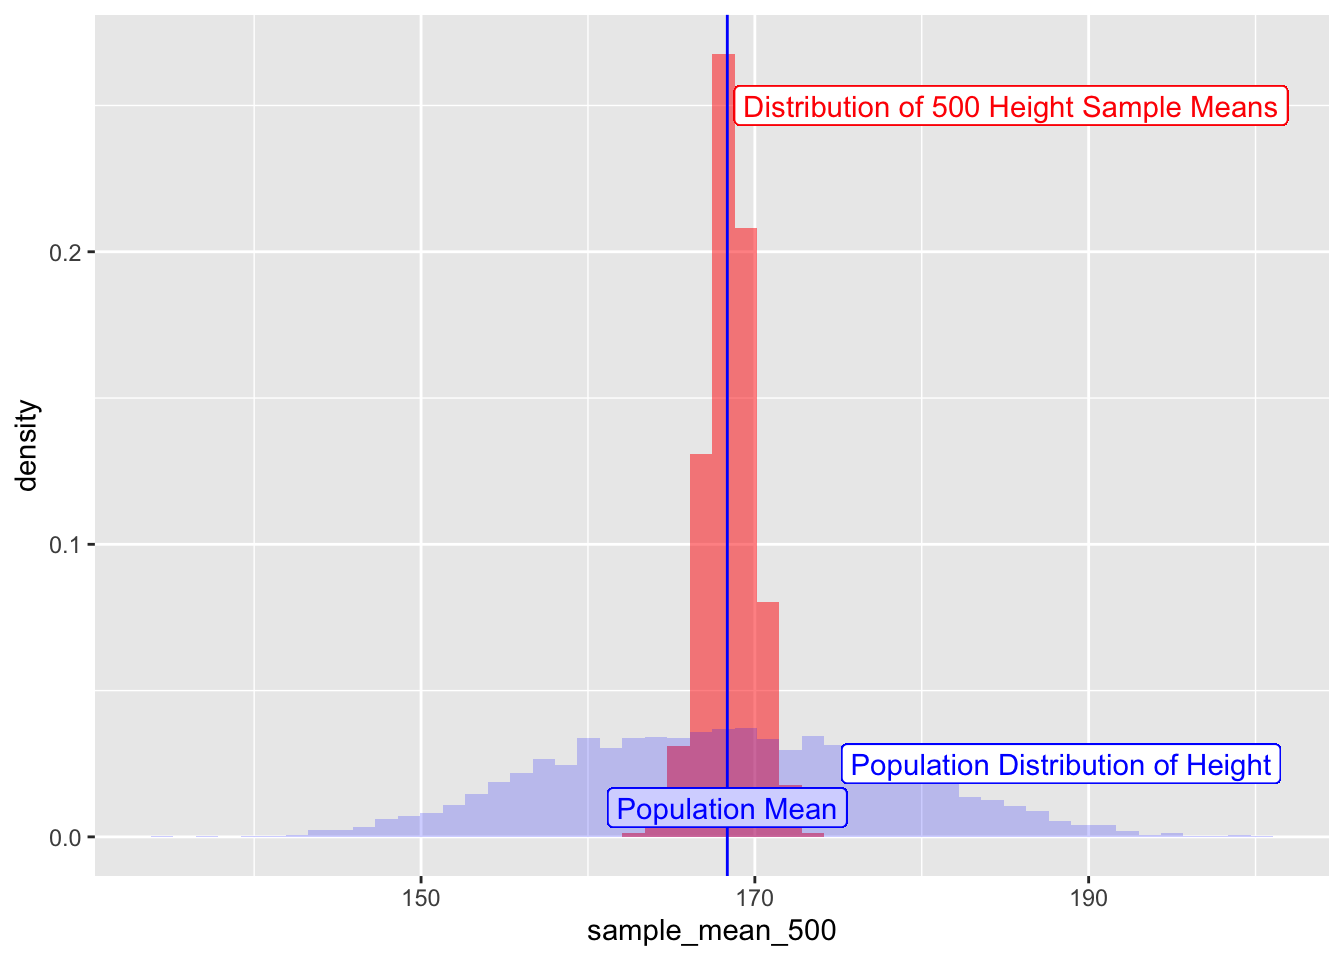 Distribution of 500 Height Sample Means
0.2
density
0.1
Population Distribution of Height
Population Mean
0.0
150
170
190
sample_mean_500